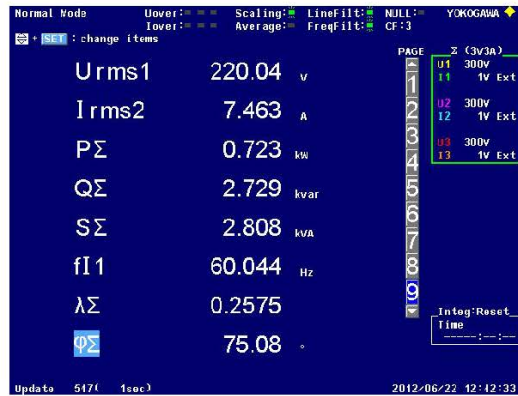 Normal Mode Uover: Scaling: LineFilt: NULL: YOKOGAWA
Iover: Average: FreqFilt: CF:3
+ SET : change items
PAGE Σ (3V3A)
Urms1 220.04 V
Irms2 7.463 A
PΣ 0.723 kW
QΣ 2.729 kvar
SΣ 2.808 kVA
fI1 60.044 Hz
λΣ 0.2575
φΣ 75.08 °
1
2
3
4
5
6
7
8
9
U1 300V
I1 1V Ext
U2 300V
I2 1V Ext
U3 300V
I3 1V Ext
Integ:Reset
Time
-----:--:--
Update 517( 1sec) 2012/06/22 12:42:33